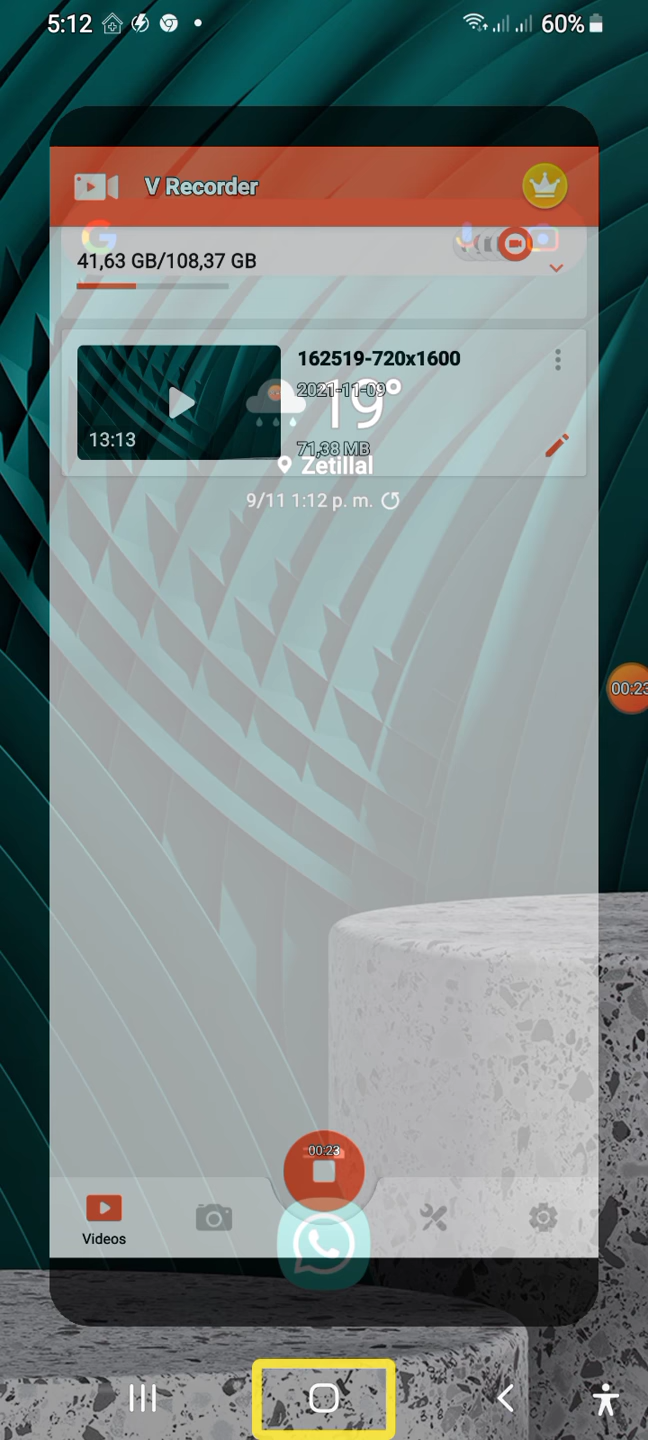 5:12
60%
V Recorder
41,63 GB/108,37 GB
162519-720x1600
2021-11-09
19°
13:13
71,38 MB
Zetillal
9/11 1:12 p. m.
00:23
00:23
Videos